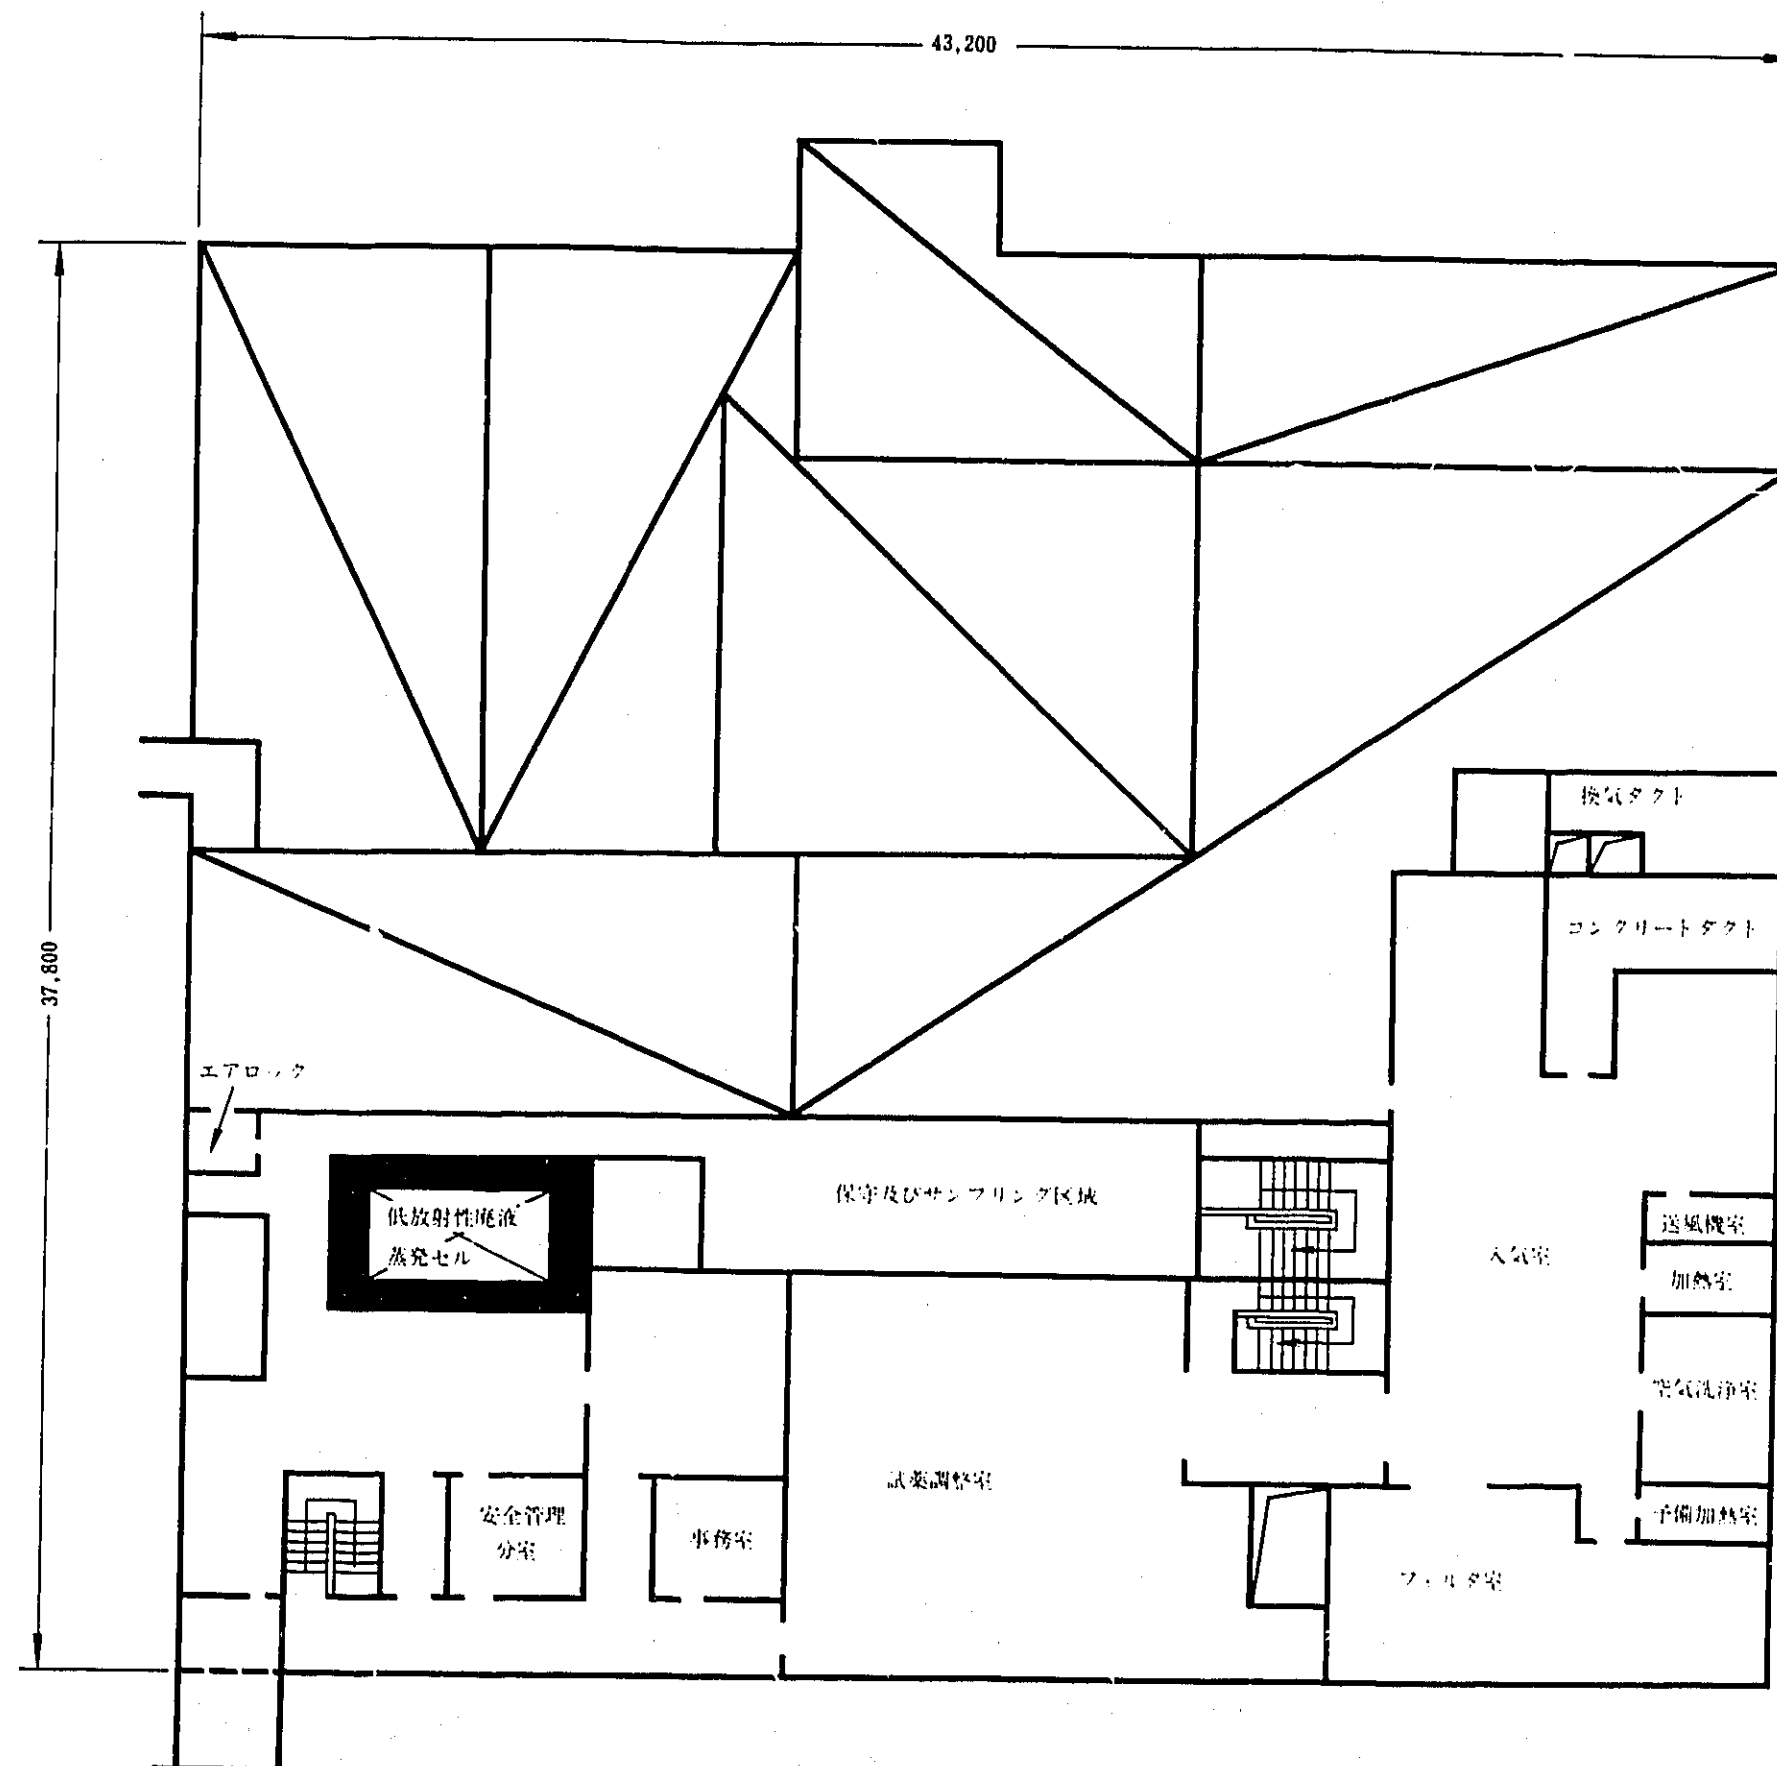 43,200
37,800
換気ダクト
コンクリートダクト
エアロック
保守及びサンプリング区域
低放射性廃液
蒸発セル
入気室
送風機室
加熱室
空気洗浄室
予備加熱室
試薬調整室
安全管理
分室
事務室
フィルタ室